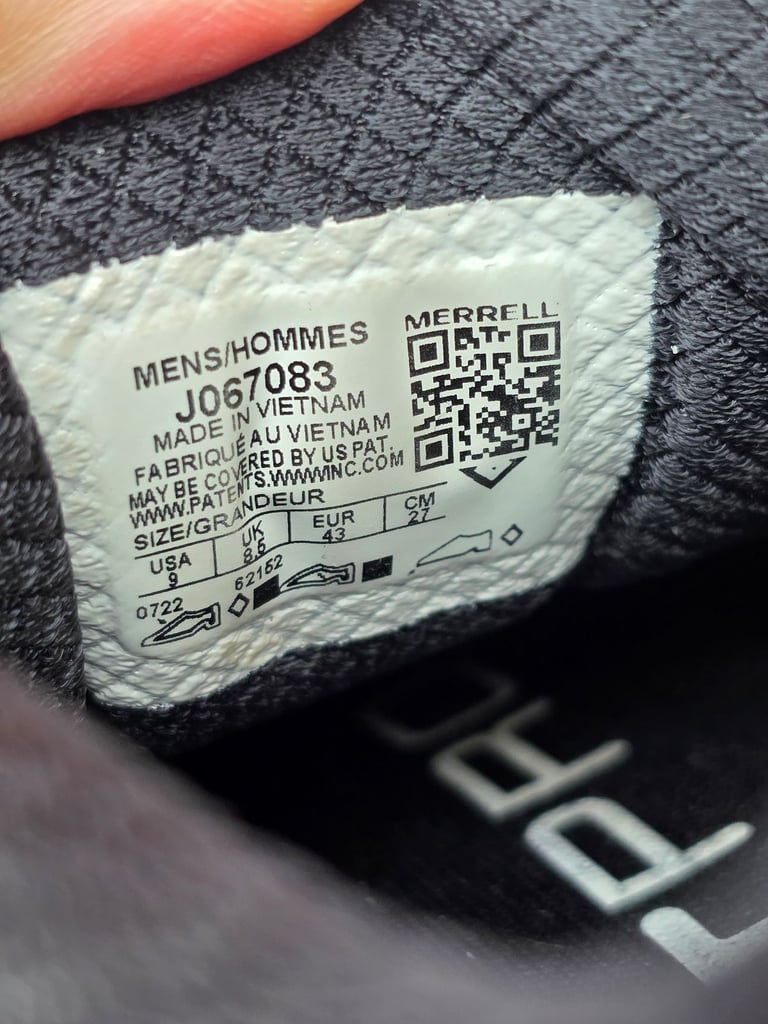 MERRELL
MENS/HOMMES
J067083
MADE IN VIETNAM
FABRIQUÉ AU VIETNAM
MAY BE COVERED BY US PAT.
WWW.PATENTS.WWWINC.COM
SIZE/GRANDEUR
USA UK EUR CM
9 8.5 43 27
0722 62152
PRO